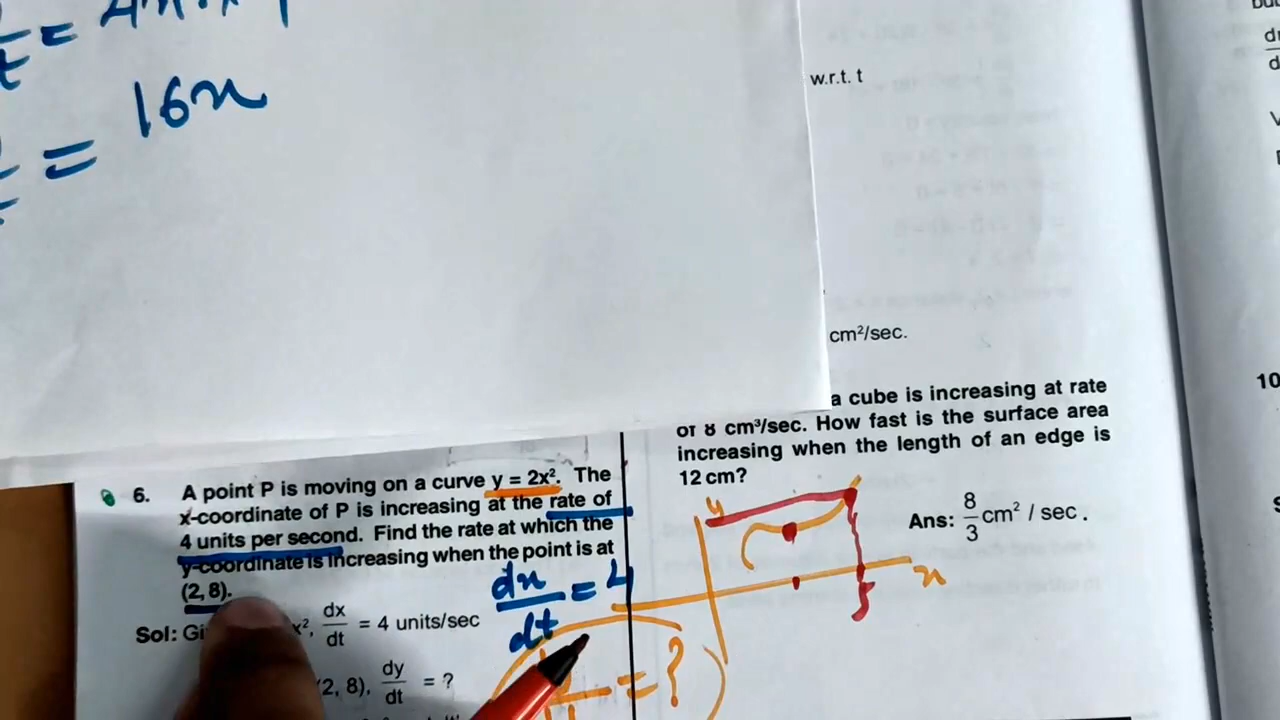 = 16x
w.r.t. t
cm²/sec.
6. A point P is moving on a curve y = 2x². The
x-coordinate of P is increasing at the rate of
4 units per second. Find the rate at which the
y-coordinate is increasing when the point is at
(2, 8).
Sol: Gi x², dx/dt = 4 units/sec
(2, 8), dy/dt = ?
dx/dt = 4
= ?
a cube is increasing at rate
of 8 cm³/sec. How fast is the surface area
increasing when the length of an edge is
12 cm?
Ans: 8/3 cm² / sec.
y
x
10